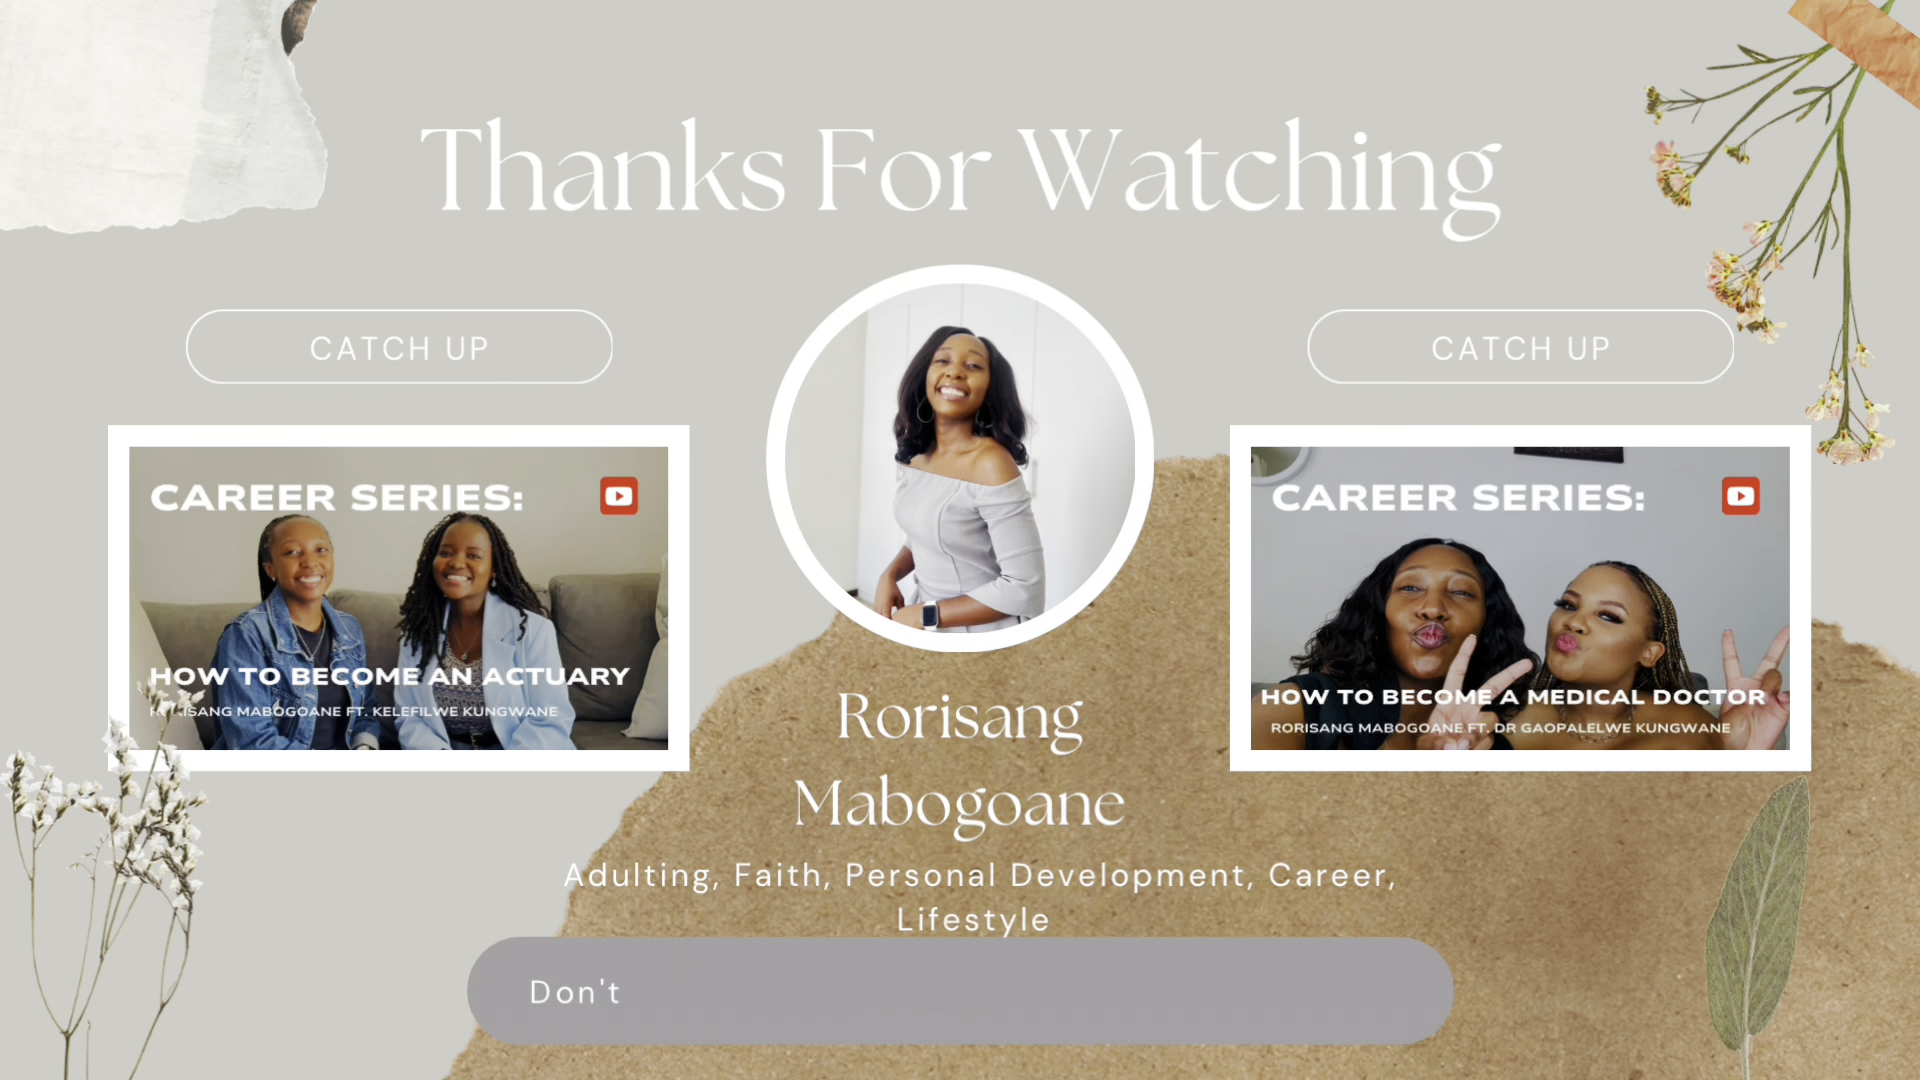 Thanks For Watching
CATCH UP
CATCH UP
CAREER SERIES:
HOW TO BECOME AN ACTUARY
MABOGOANE FT. KELEFILWE KUNGWANE
CAREER SERIES:
HOW TO BECOME A MEDICAL DOCTOR
RORISANG MABOGOANE FT. DR GAOPALELWE KUNGWANE
Rorisang
Mabogoane
Adulting, Faith, Personal Development, Career,
Lifestyle
Don't